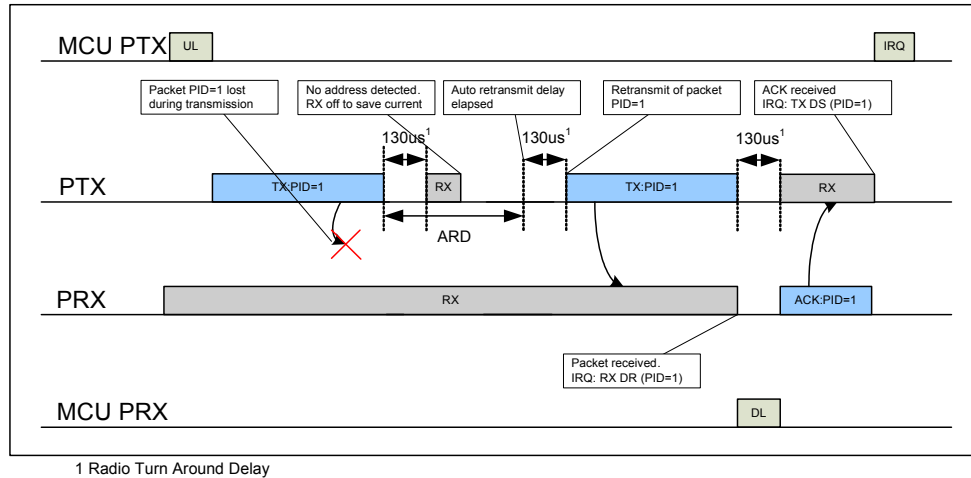 MCU PTX
UL
IRQ
Packet PID=1 lost
during transmission
No address detected.
RX off to save current
Auto retransmit delay
elapsed
Retransmit of packet
PID=1
ACK received
IRQ: TX DS (PID=1)
130us¹
130us¹
130us¹
PTX
TX:PID=1
RX
TX:PID=1
RX
ARD
PRX
RX
ACK:PID=1
Packet received.
IRQ: RX DR (PID=1)
MCU PRX
DL
1 Radio Turn Around Delay